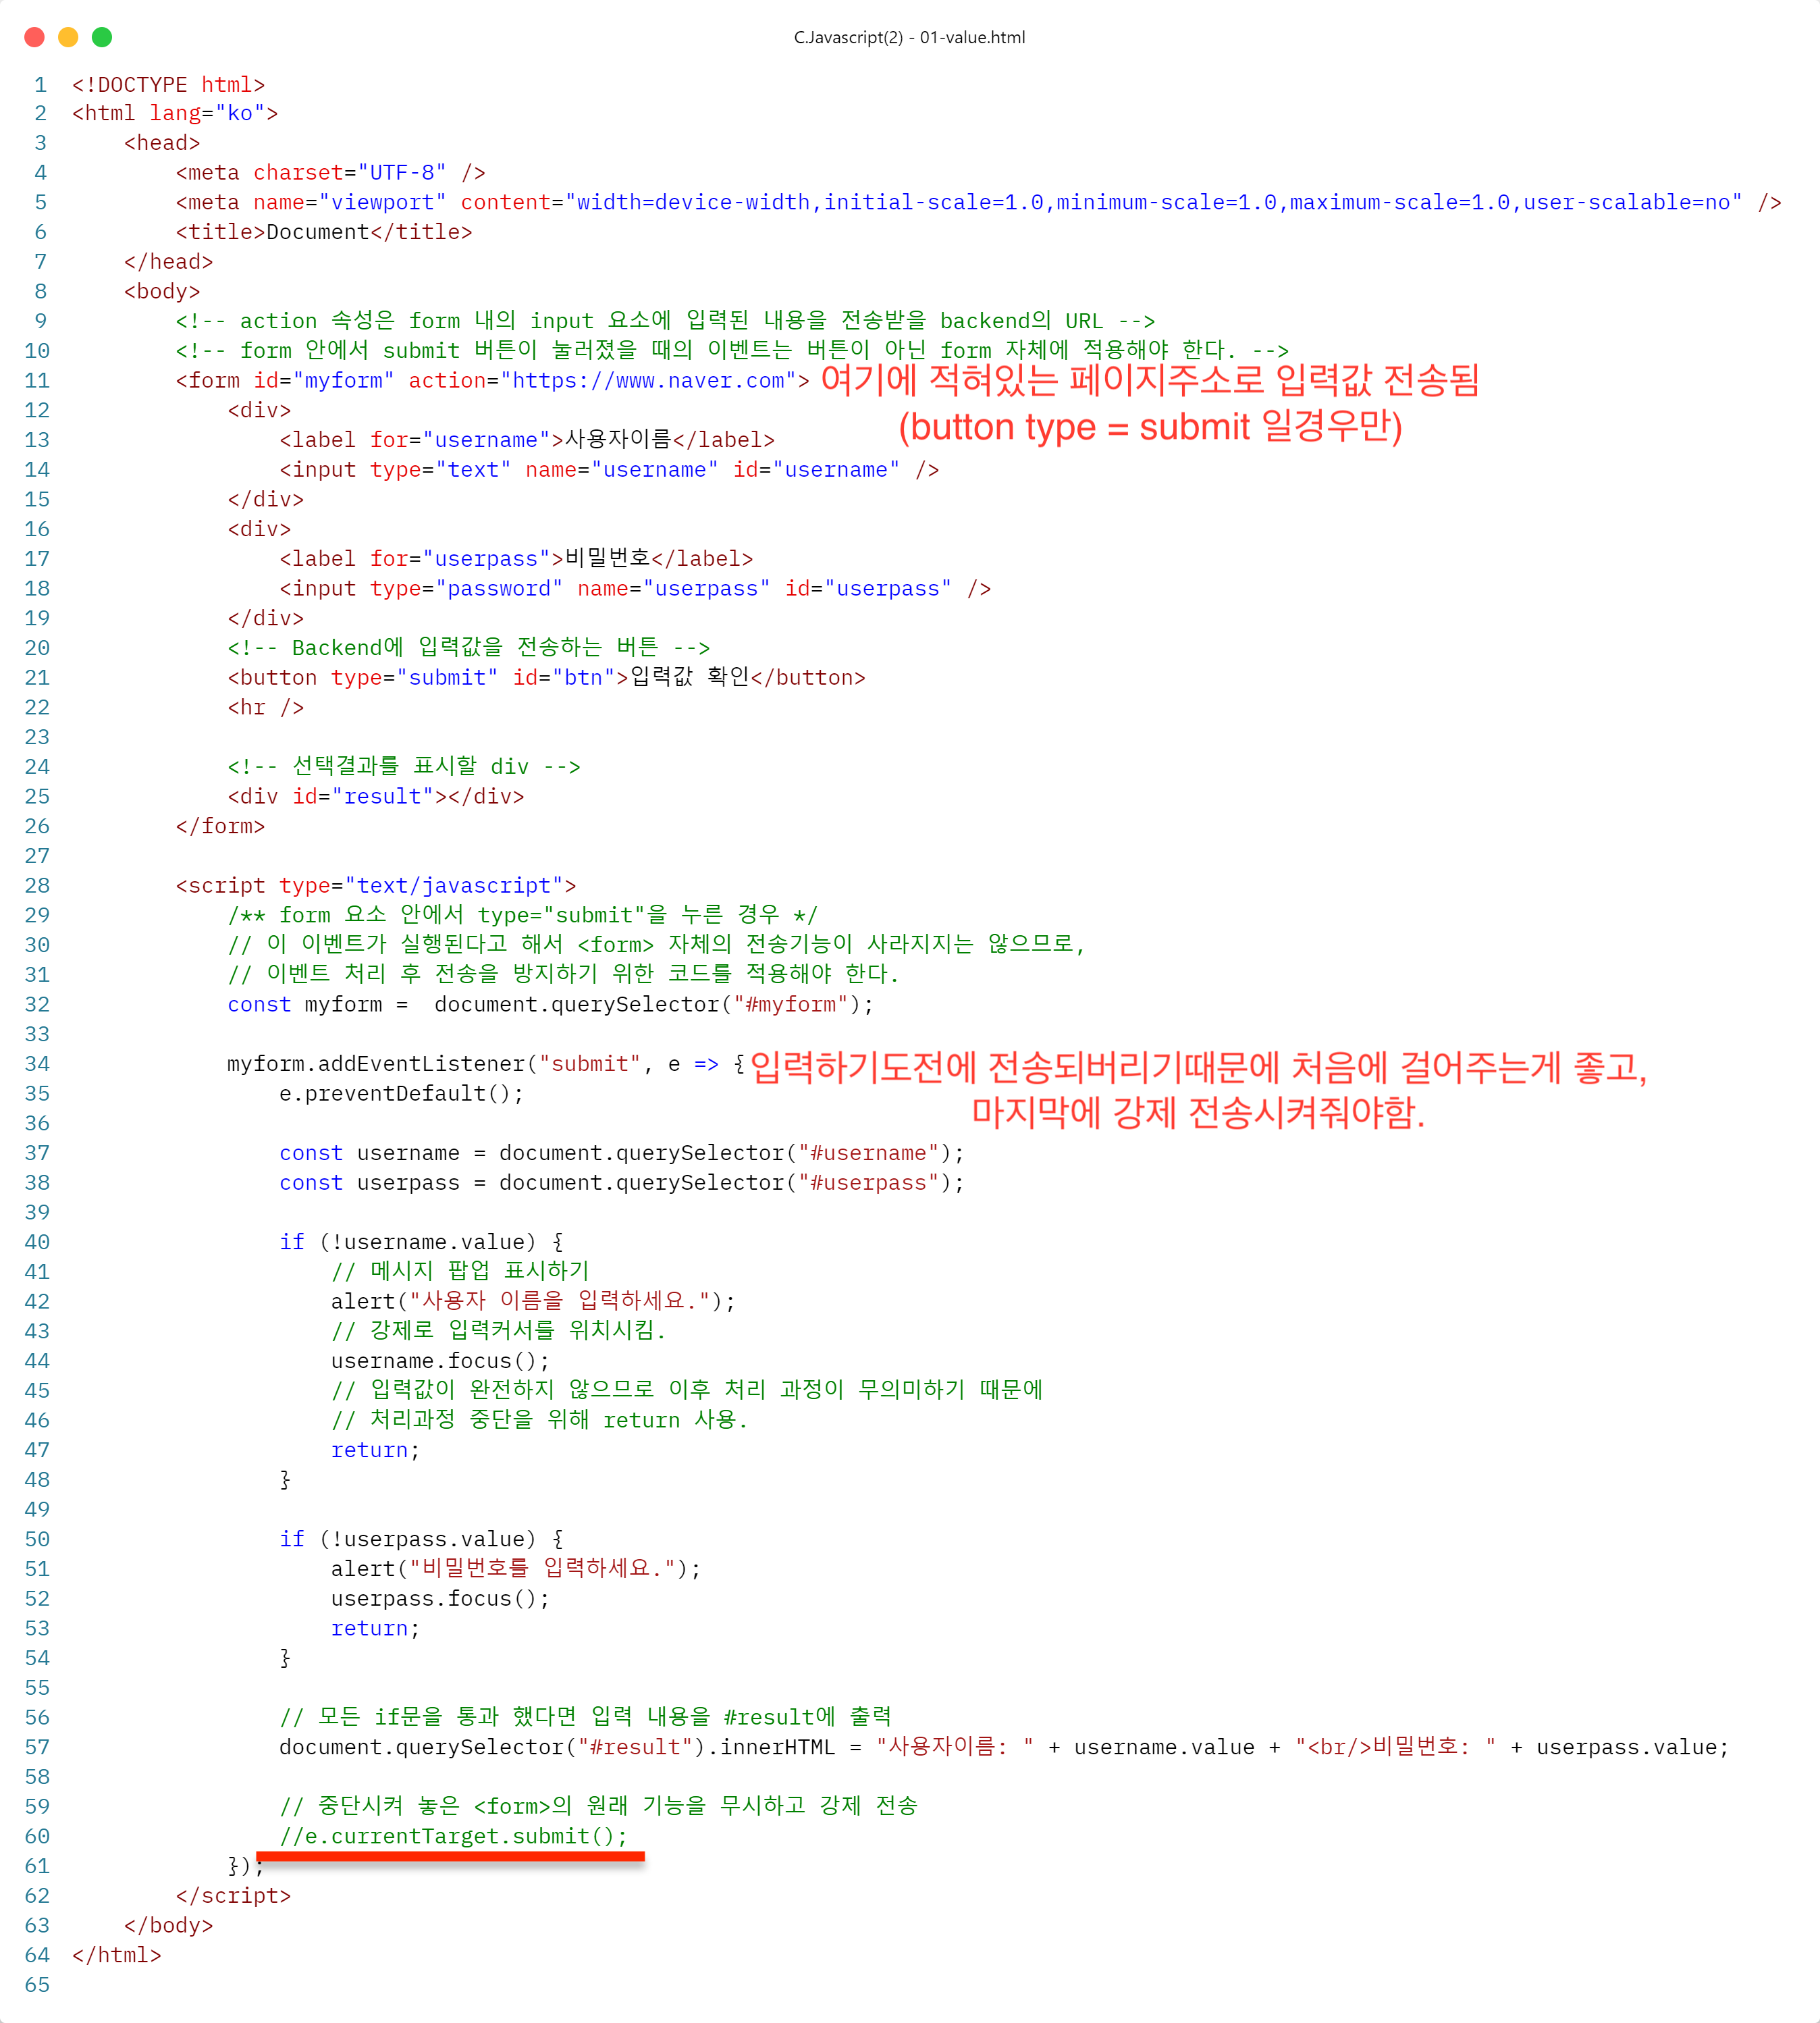 C.Javascript(2) - 01-value.html
1 <!DOCTYPE html>
2 <html lang="ko">
3     <head>
4         <meta charset="UTF-8" />
5         <meta name="viewport" content="width=device-width,initial-scale=1.0,minimum-scale=1.0,maximum-scale=1.0,user-scalable=no" />
6         <title>Document</title>
7     </head>
8     <body>
9         <!-- action 속성은 form 내의 input 요소에 입력된 내용을 전송받을 backend의 URL -->
10         <!-- form 안에서 submit 버튼이 눌러졌을 때의 이벤트는 버튼이 아닌 form 자체에 적용해야 한다. -->
11         <form id="myform" action="https://www.naver.com"> 여기에 적혀있는 페이지주소로 입력값 전송됨
12             <div>
(button type = submit 일경우만)
13                 <label for="username">사용자이름</label>
14                 <input type="text" name="username" id="username" />
15             </div>
16             <div>
17                 <label for="userpass">비밀번호</label>
18                 <input type="password" name="userpass" id="userpass" />
19             </div>
20             <!-- Backend에 입력값을 전송하는 버튼 -->
21             <button type="submit" id="btn">입력값 확인</button>
22             <hr />
23
24             <!-- 선택결과를 표시할 div -->
25             <div id="result"></div>
26         </form>
27
28         <script type="text/javascript">
29             /** form 요소 안에서 type="submit"을 누른 경우 */
30             // 이 이벤트가 실행된다고 해서 <form> 자체의 전송기능이 사라지지는 않으므로,
31             // 이벤트 처리 후 전송을 방지하기 위한 코드를 적용해야 한다.
32             const myform =  document.querySelector("#myform");
33
34             myform.addEventListener("submit", e => { 입력하기도전에 전송되버리기때문에 처음에 걸어주는게 좋고,
35                 e.preventDefault();
마지막에 강제 전송시켜줘야함.
36
37                 const username = document.querySelector("#username");
38                 const userpass = document.querySelector("#userpass");
39
40                 if (!username.value) {
41                     // 메시지 팝업 표시하기
42                     alert("사용자 이름을 입력하세요.");
43                     // 강제로 입력커서를 위치시킴.
44                     username.focus();
45                     // 입력값이 완전하지 않으므로 이후 처리 과정이 무의미하기 때문에
46                     // 처리과정 중단을 위해 return 사용.
47                     return;
48                 }
49
50                 if (!userpass.value) {
51                     alert("비밀번호를 입력하세요.");
52                     userpass.focus();
53                     return;
54                 }
55
56                 // 모든 if문을 통과 했다면 입력 내용을 #result에 출력
57                 document.querySelector("#result").innerHTML = "사용자이름: " + username.value + "<br/>비밀번호: " + userpass.value;
58
59                 // 중단시켜 놓은 <form>의 원래 기능을 무시하고 강제 전송
60                 //e.currentTarget.submit();
61             });
62         </script>
63     </body>
64 </html>
65